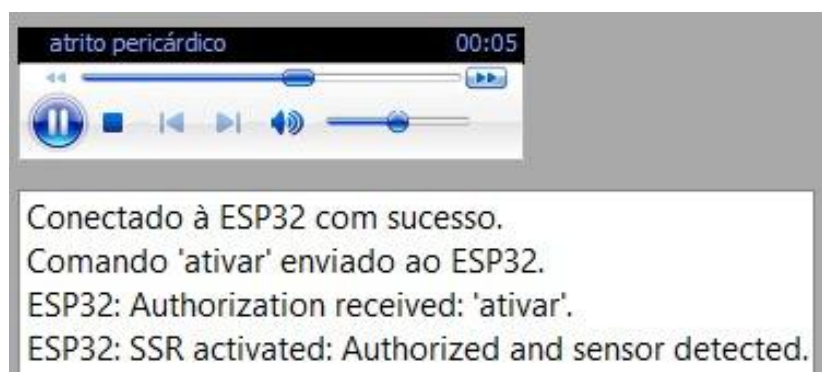 atrito pericárdico 00:05
Conectado à ESP32 com sucesso.
Comando 'ativar' enviado ao ESP32.
ESP32: Authorization received: 'ativar'.
ESP32: SSR activated: Authorized and sensor detected.